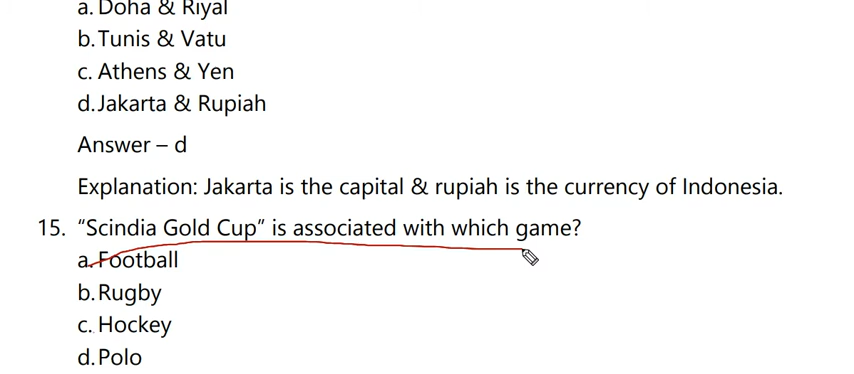 a. Doha & Riyal
b. Tunis & Vatu
c. Athens & Yen
d. Jakarta & Rupiah
Answer – d
Explanation: Jakarta is the capital & rupiah is the currency of Indonesia.
15. “Scindia Gold Cup” is associated with which game?
a. Football
b. Rugby
c. Hockey
d. Polo